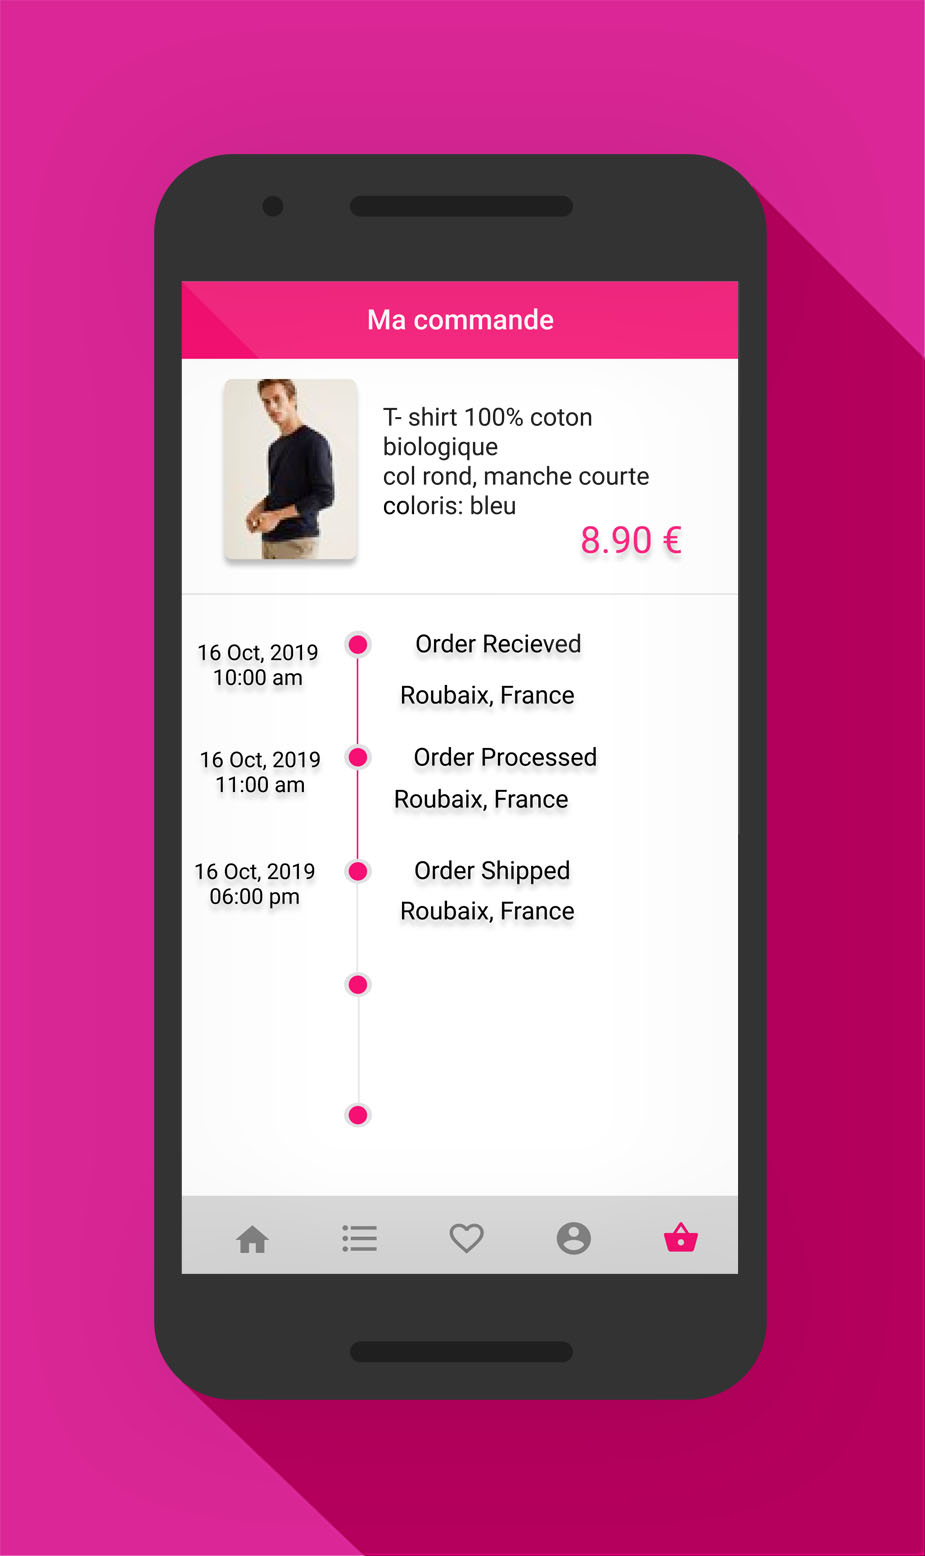 Ma commande
T- shirt 100% coton
biologique
col rond, manche courte
coloris: bleu
8.90 €
16 Oct, 2019
10:00 am
Order Recieved
Roubaix, France
16 Oct, 2019
11:00 am
Order Processed
Roubaix, France
16 Oct, 2019
06:00 pm
Order Shipped
Roubaix, France